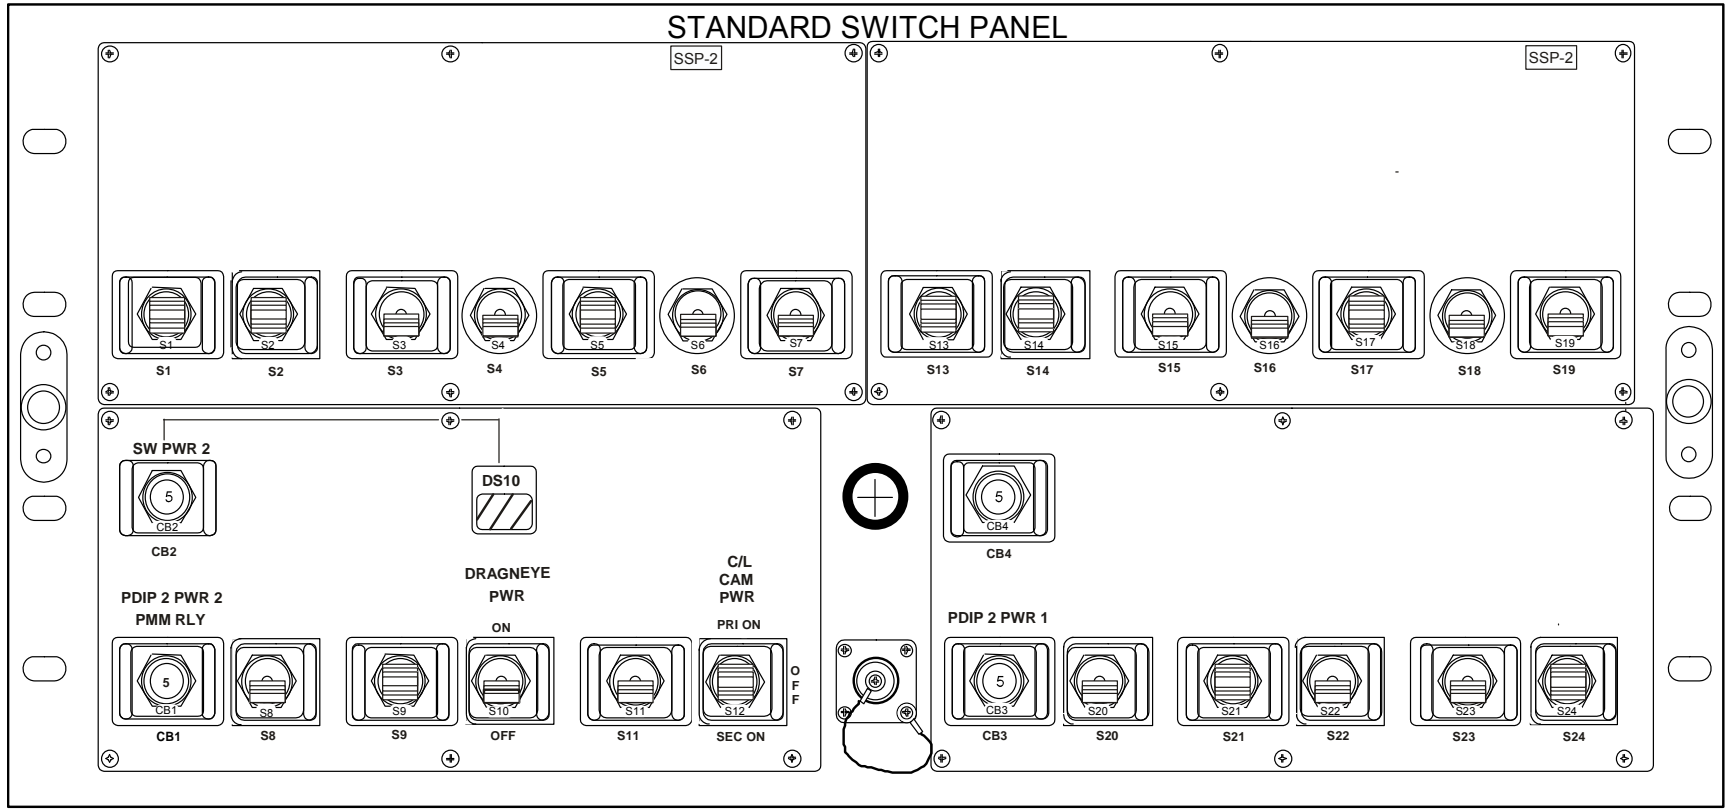 STANDARD SWITCH PANEL
SSP-2
SSP-2
S1 S2 S3 S4 S5 S6 S7 S13 S14 S15 S16 S17 S18 S19
S1 S2 S3 S4 S5 S6 S7 S13 S14 S15 S16 S17 S18 S19
SW PWR 2
5
CB2
CB2
DS10
5
CB4
CB4
PDIP 2 PWR 2
PMM RLY
5
CB1
CB1
S8
S8
S9
S9
DRAGNEYE
PWR
ON
S10
OFF
S11
S11
C/L
CAM
PWR
PRI ON
S12
O
F
F
SEC ON
PDIP 2 PWR 1
5
CB3
CB3
S20
S20
S21
S21
S22
S22
S23
S23
S24
S24